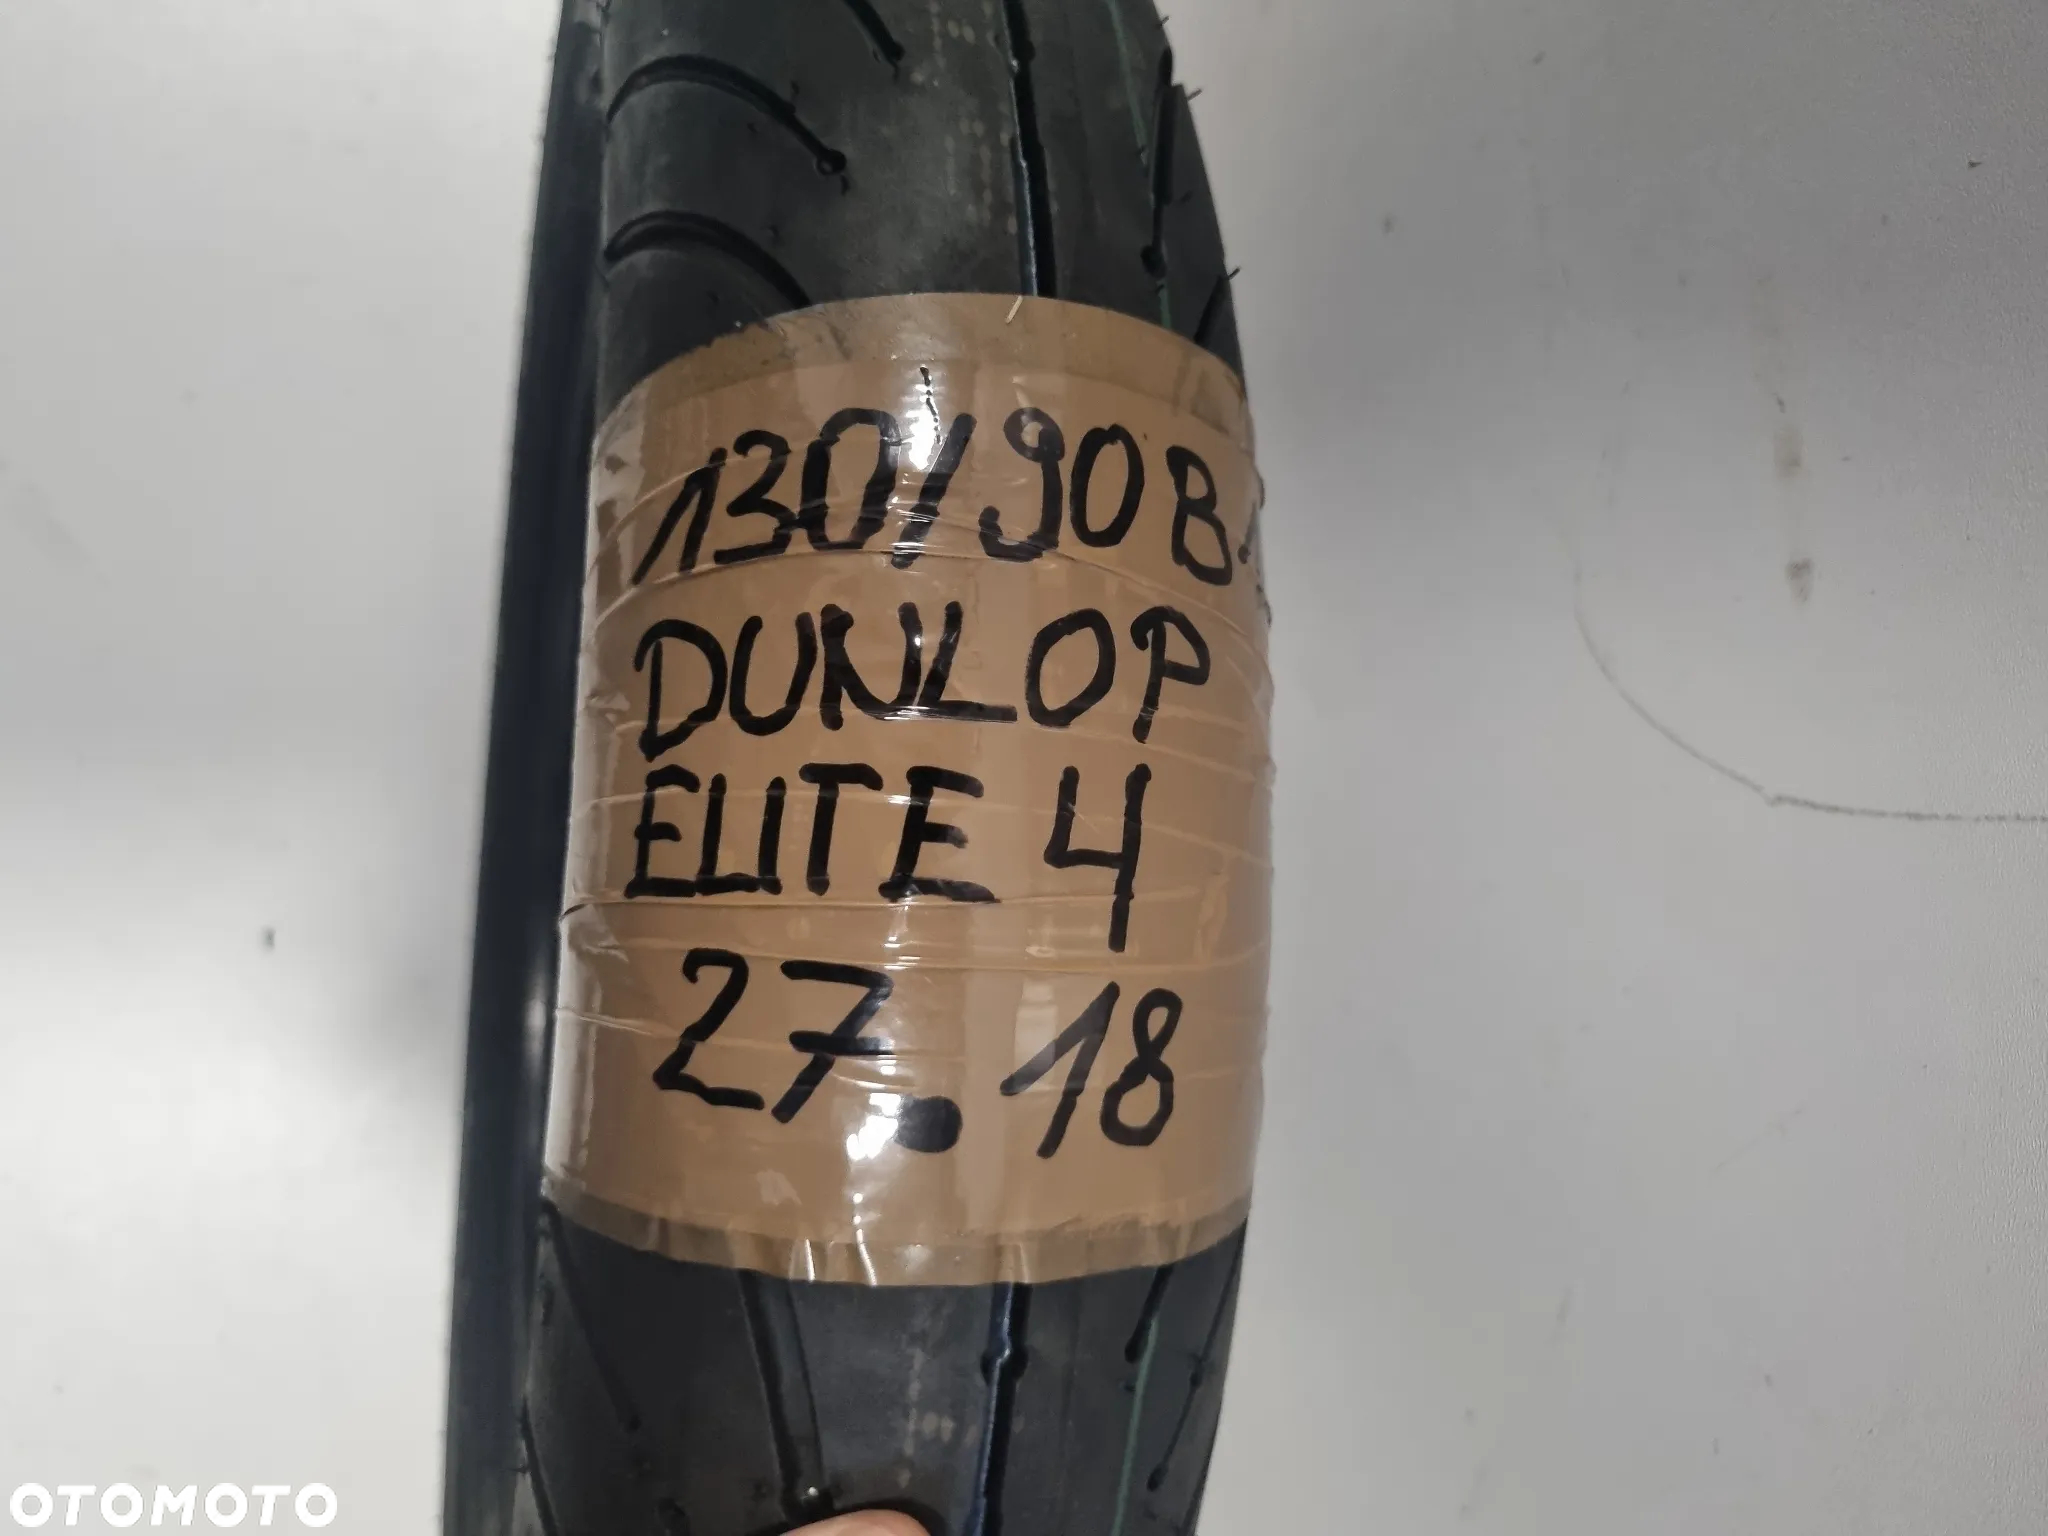 130/90 B
DUNLOP
ELITE 4
27.18
OTOMOTO